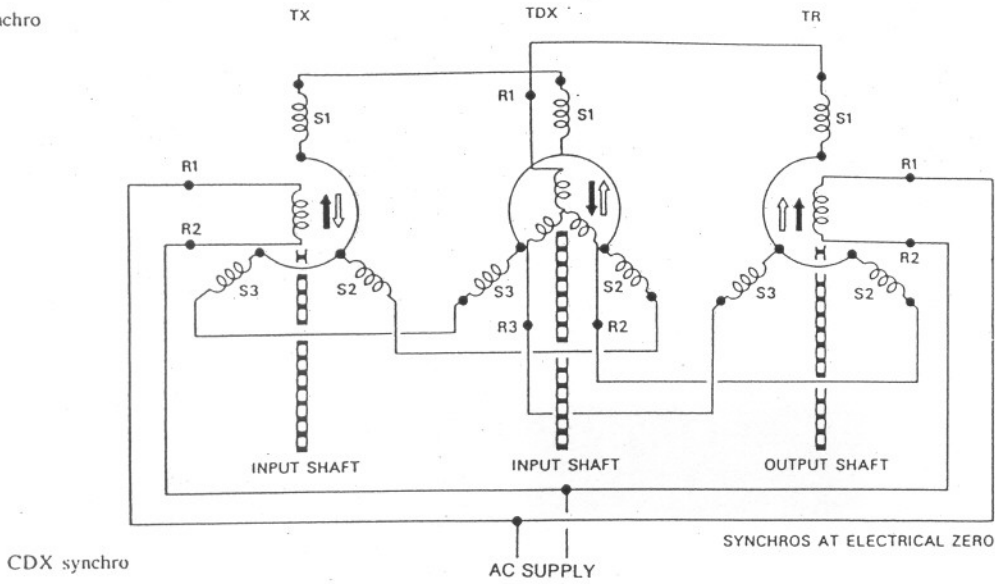 nchro
TX TDX TR
R1
S1 S1 S1
R1 R1
R2 R2
S3 S2 S3 S2 S3 S2
R3 R2
INPUT SHAFT INPUT SHAFT OUTPUT SHAFT
SYNCHROS AT ELECTRICAL ZERO
CDX synchro
AC SUPPLY